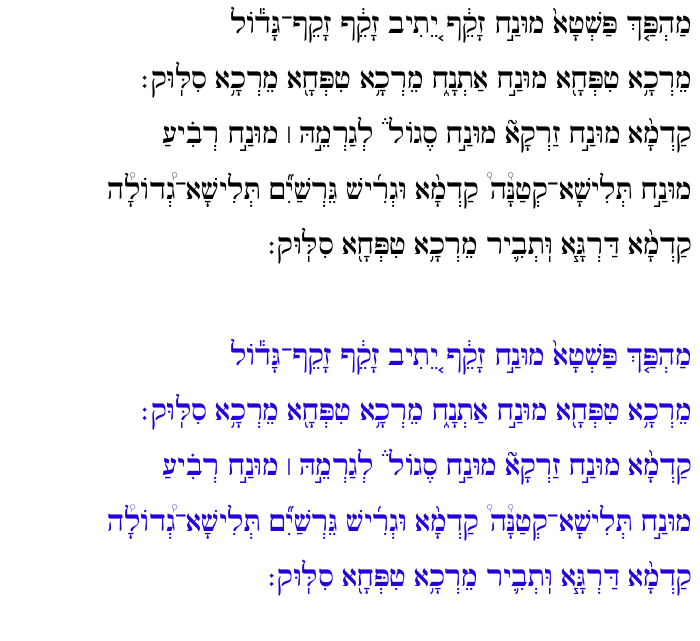 מַהְפַּ֤ךְ פַּשְׁטָא֙ מוּנַ֣ח זָקֵ֔ף יְ֚תִיב זָקֵ֔ף זָקֵף־גָּד֕וֹל
מֵרְכָ֥א טִפְּחָ֖א מוּנַ֣ח אַתְנָ֑ח מֵרְכָ֥א טִפְּחָ֖א מֵרְכָ֥א סִלּֽוּק׃
קַדְמָ֨א מוּנַ֣ח זַרְקָא֮ מוּנַ֣ח סֶגוֹל֒ לְגַרְמֵ֣הּ ׀ מוּנַ֣ח רְבִ֗יעַ
מוּנַ֣ח תְּלִישָׁא־קְטַנָּ֩ה֩ קַדְמָ֨א וּגְרִ֜ישׁ גֵּרְשַׁיִ֞ם תְּלִישָׁא־גְ֠דוֹלָ֠ה
קַדְמָ֨א דַּרְגָּ֧א וּ֥תְבִ֛יר מֵרְכָ֥א טִפְּחָ֖א סִלּֽוּק׃
מַהְפַּ֤ךְ פַּשְׁטָא֙ מוּנַ֣ח זָקֵ֔ף יְ֚תִיב זָקֵ֔ף זָקֵף־גָּד֕וֹל
מֵרְכָ֥א טִפְּחָ֖א מוּנַ֣ח אַתְנָ֑ח מֵרְכָ֥א טִפְּחָ֖א מֵרְכָ֥א סִלּֽוּק׃
קַדְמָ֨א מוּנַ֣ח זַרְקָא֮ מוּנַ֣ח סֶגוֹל֒ לְגַרְמֵ֣הּ ׀ מוּנַ֣ח רְבִ֗יעַ
מוּנַ֣ח תְּלִישָׁא־קְטַנָּ֩ה֩ קַדְמָ֨א וּגְרִ֜ישׁ גֵּרְשַׁיִ֞ם תְּלִישָׁא־גְ֠דוֹלָ֠ה
קַדְמָ֨א דַּרְגָּ֧א וּ֥תְבִ֛יר מֵרְכָ֥א טִפְּחָ֖א סִלּֽוּק׃